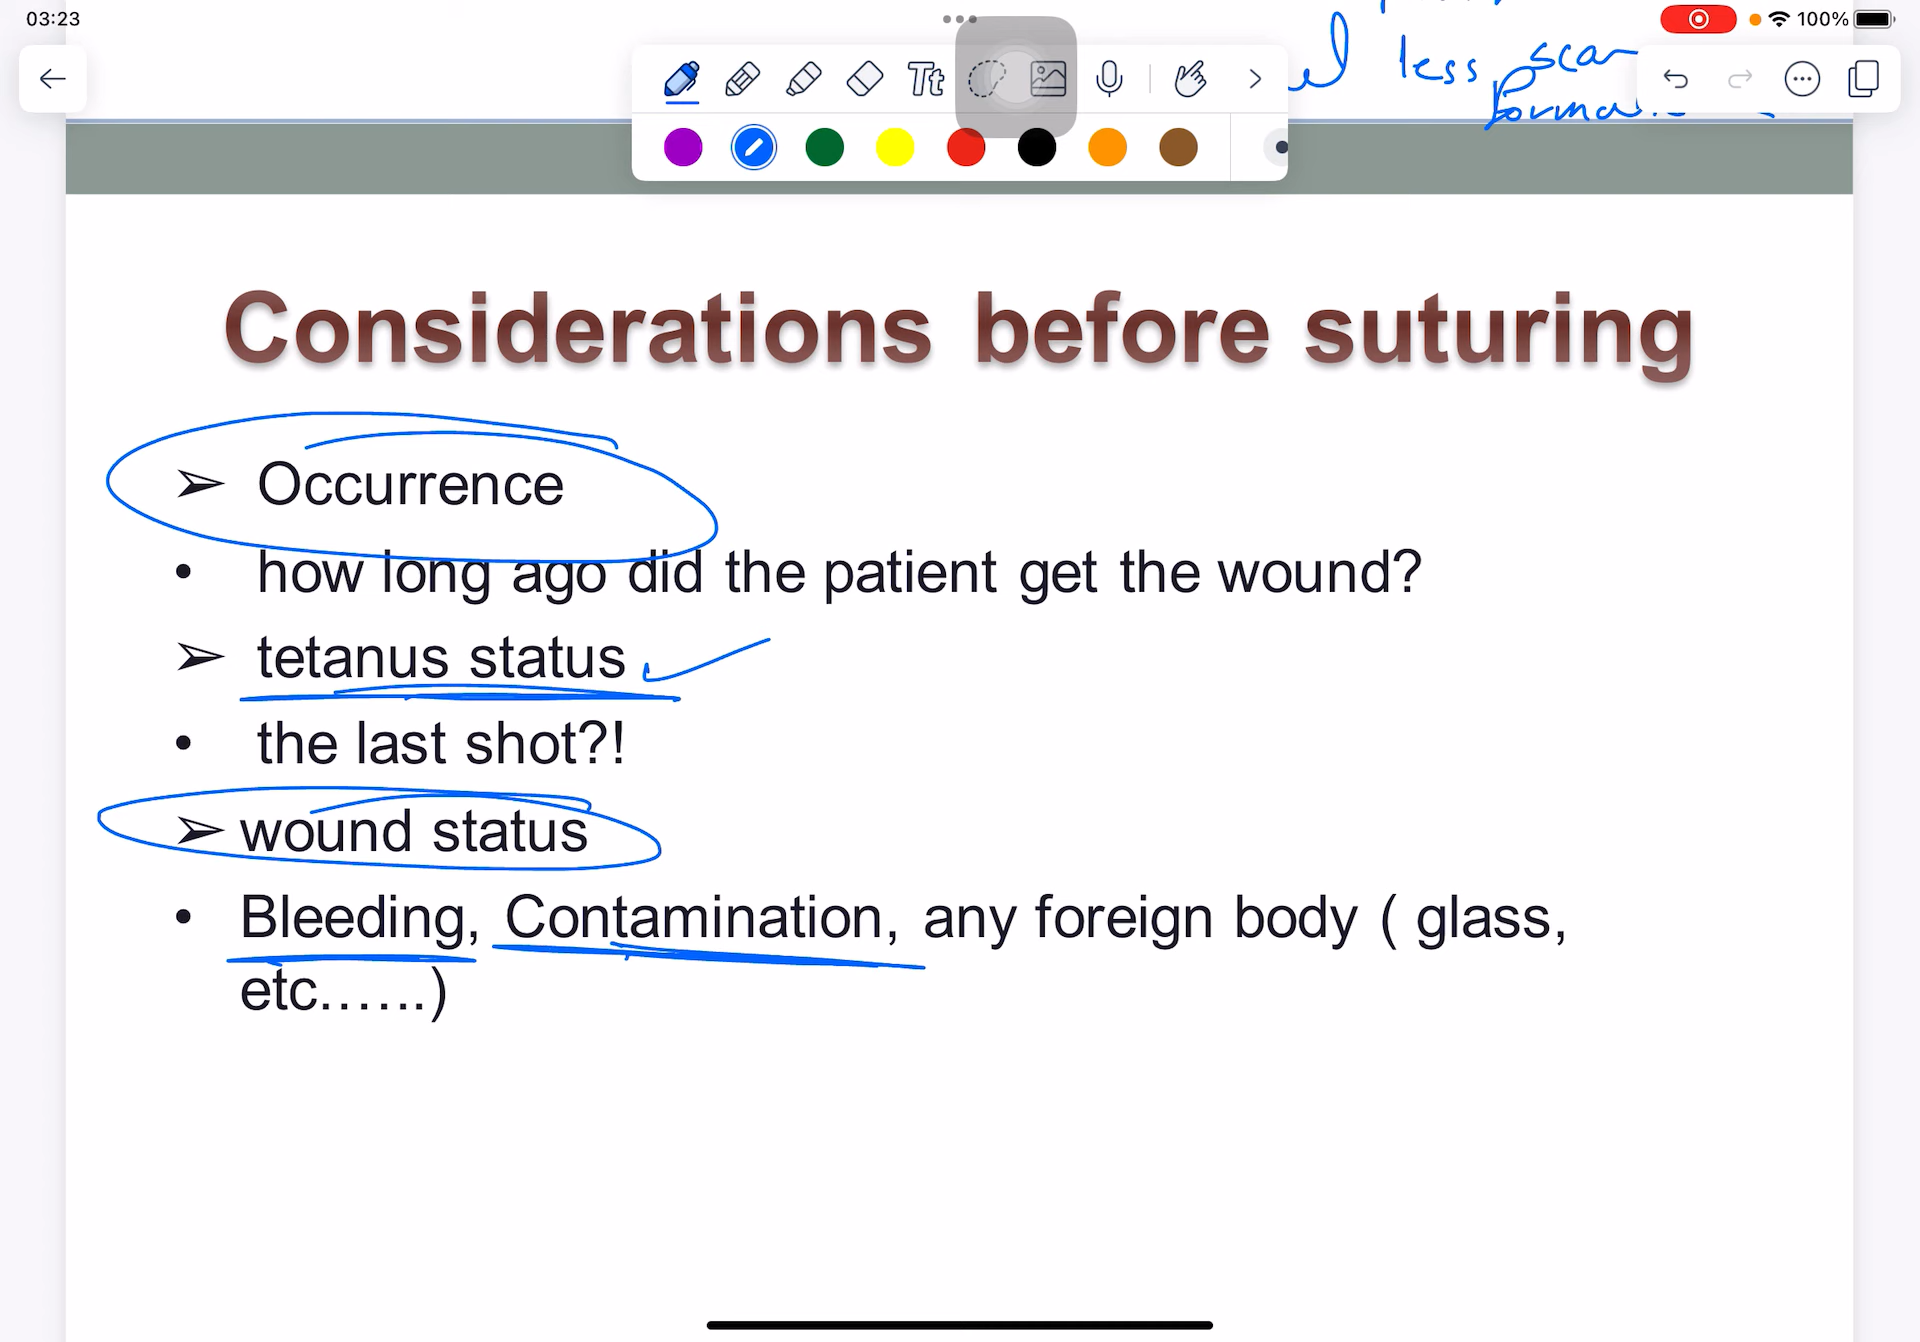 03:23
100%
less scar
Tt
Considerations before suturing
➢ Occurrence
• how long ago did the patient get the wound?
➢ tetanus status
• the last shot?!
➢ wound status
• Bleeding, Contamination, any foreign body ( glass,
etc……)